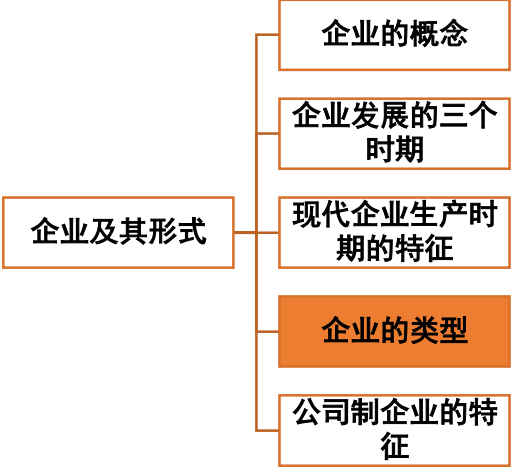 企业及其形式
企业的概念
企业发展的三个
时期
现代企业生产时
期的特征
企业的类型
公司制企业的特
征